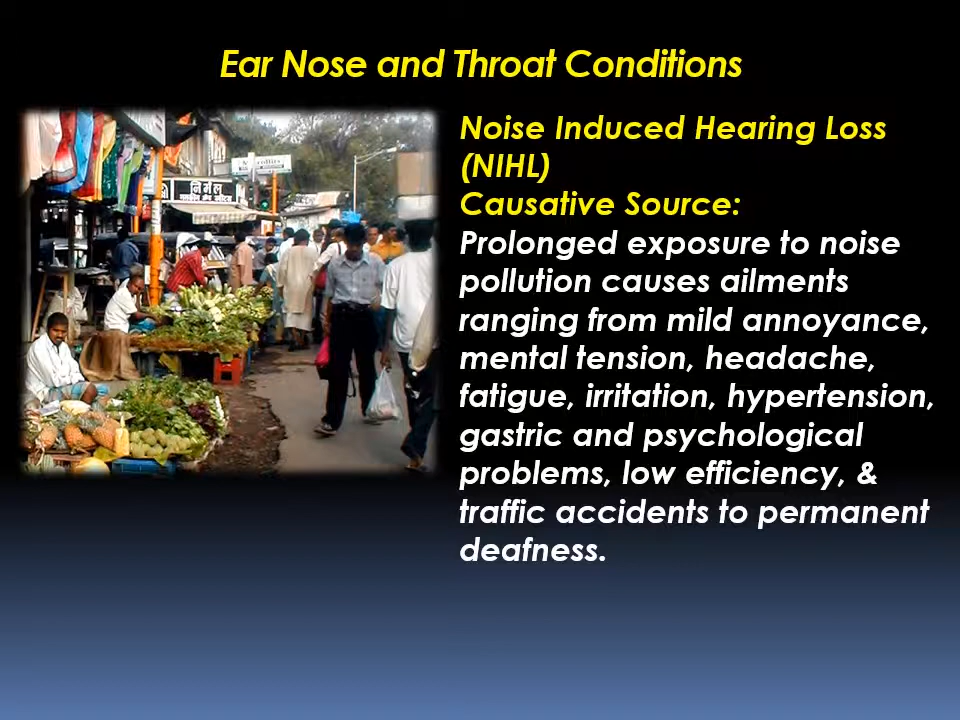 Ear Nose and Throat Conditions
Noise Induced Hearing Loss
(NIHL)
Causative Source:
Prolonged exposure to noise
pollution causes ailments
ranging from mild annoyance,
mental tension, headache,
fatigue, irritation, hypertension,
gastric and psychological
problems, low efficiency, &
traffic accidents to permanent
deafness.
निर्मल